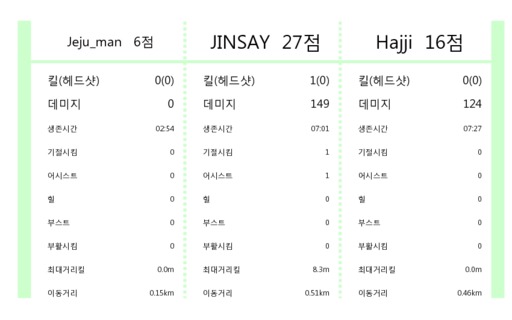 Jeju_man 6점 JINSAY 27점 Hajji 16점
킬(헤드샷) 0(0) 킬(헤드샷) 1(0) 킬(헤드샷) 0(0)
데미지 0 데미지 149 데미지 124
생존시간 02:54 생존시간 07:01 생존시간 07:27
기절시킴 0 기절시킴 1 기절시킴 0
어시스트 0 어시스트 1 어시스트 0
힐 0 힐 0 힐 0
부스트 0 부스트 0 부스트 0
부활시킴 0 부활시킴 0 부활시킴 0
최대거리킬 0.0m 최대거리킬 8.3m 최대거리킬 0.0m
이동거리 0.15km 이동거리 0.51km 이동거리 0.46km